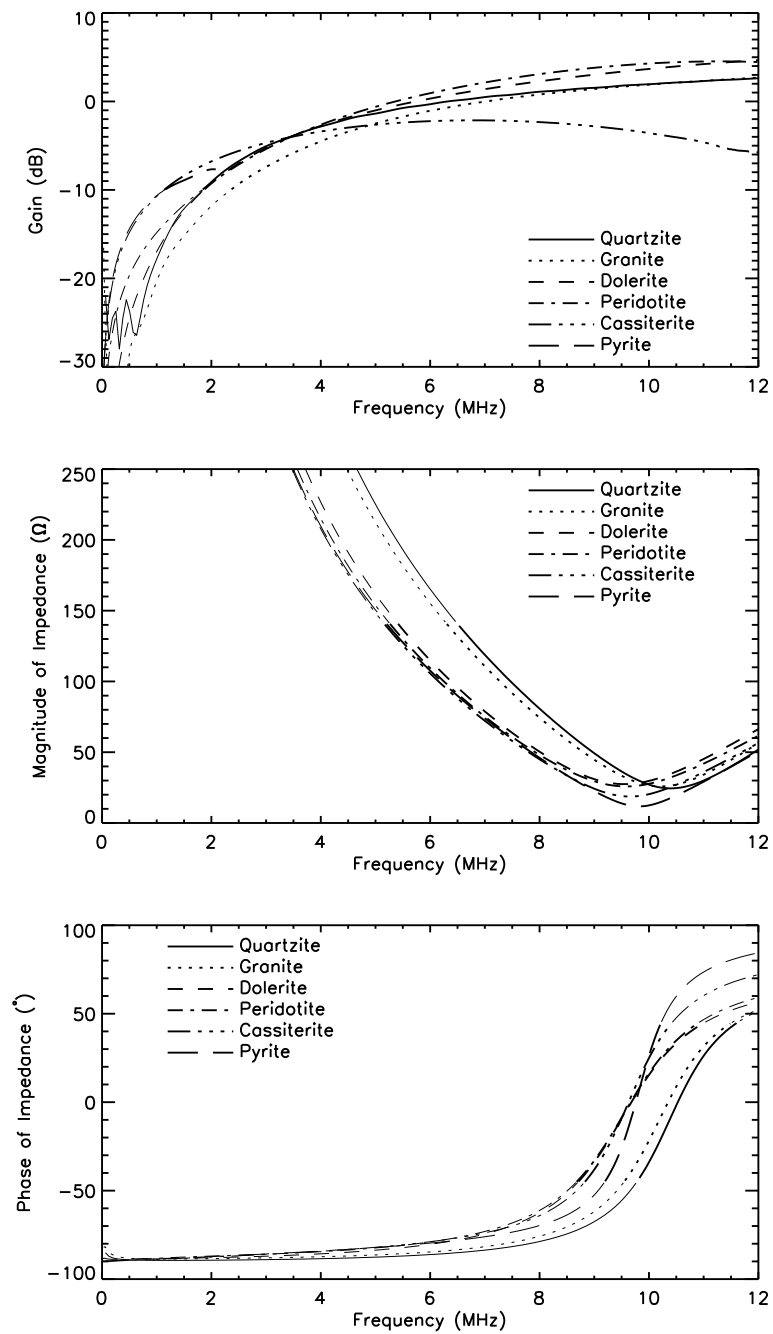 10
0
−10
−20
−30
Gain (dB)
Quartzite
Granite
Dolerite
Peridotite
Cassiterite
Pyrite
0 2 4 6 8 10 12
Frequency (MHz)
250
200
150
100
50
0
Magnitude of Impedance (Ω)
Quartzite
Granite
Dolerite
Peridotite
Cassiterite
Pyrite
0 2 4 6 8 10 12
Frequency (MHz)
100
50
0
−50
−100
Phase of Impedance (°)
Quartzite
Granite
Dolerite
Peridotite
Cassiterite
Pyrite
0 2 4 6 8 10 12
Frequency (MHz)